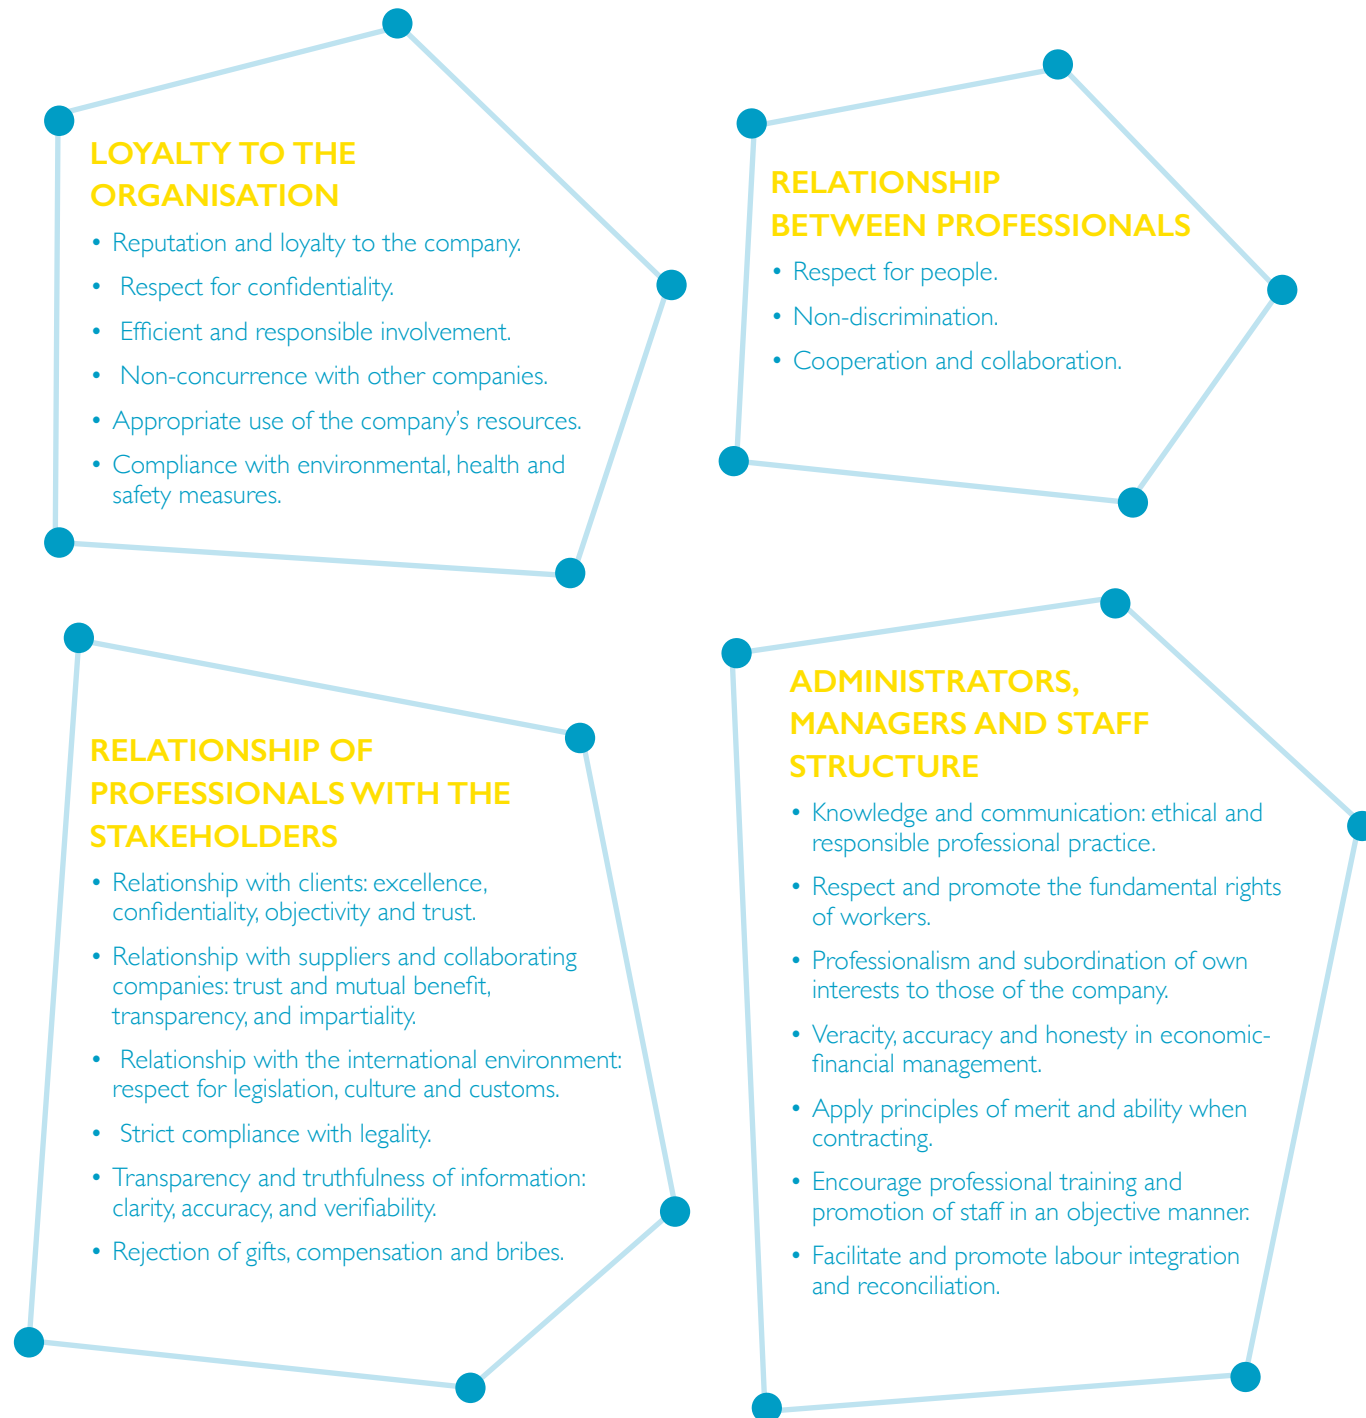 LOYALTY TO THE
ORGANISATION
• Reputation and loyalty to the company.
• Respect for confidentiality.
• Efficient and responsible involvement.
• Non-concurrence with other companies.
• Appropriate use of the company's resources.
• Compliance with environmental, health and
safety measures.
RELATIONSHIP
BETWEEN PROFESSIONALS
• Respect for people.
• Non-discrimination.
• Cooperation and collaboration.
RELATIONSHIP OF
PROFESSIONALS WITH THE
STAKEHOLDERS
• Relationship with clients: excellence,
confidentiality, objectivity and trust.
• Relationship with suppliers and collaborating
companies: trust and mutual benefit,
transparency, and impartiality.
• Relationship with the international environment:
respect for legislation, culture and customs.
• Strict compliance with legality.
• Transparency and truthfulness of information:
clarity, accuracy, and verifiability.
• Rejection of gifts, compensation and bribes.
ADMINISTRATORS,
MANAGERS AND STAFF
STRUCTURE
• Knowledge and communication: ethical and
responsible professional practice.
• Respect and promote the fundamental rights
of workers.
• Professionalism and subordination of own
interests to those of the company.
• Veracity, accuracy and honesty in economic-
financial management.
• Apply principles of merit and ability when
contracting.
• Encourage professional training and
promotion of staff in an objective manner.
• Facilitate and promote labour integration
and reconciliation.